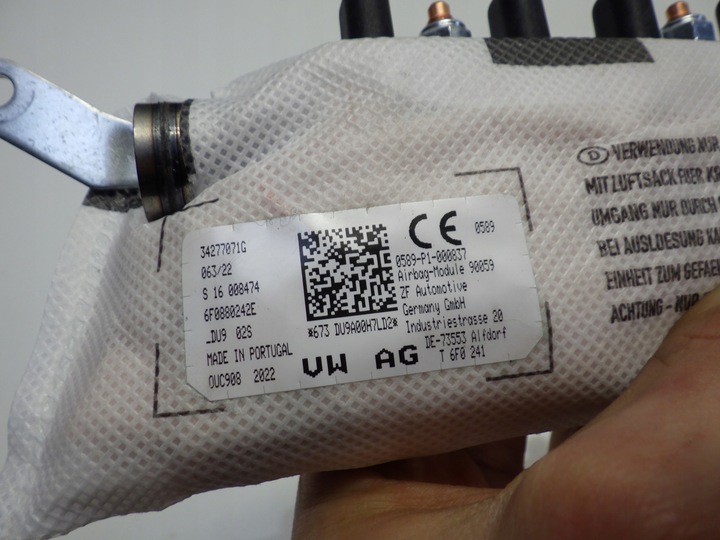 34277071G
063/22
S 16 008474
6F0880242E
_DU9 02S
MADE IN PORTUGAL
OUC908 2022
*673 DU9A00H7LD2*
VW AG
CE 0589
0589-P1-000837
Airbag-Module 90059
ZF Automotive
Germany GmbH
Industriestrasse 20
DE-73553 Alfdorf
T 6F0 241
D VERWENDUNG NUR
MIT LUFTSACK FUER
UMGANG NUR DURCH
BEI AUSLOESUNG
EINHEIT ZUM
ACHTUNG - NUR